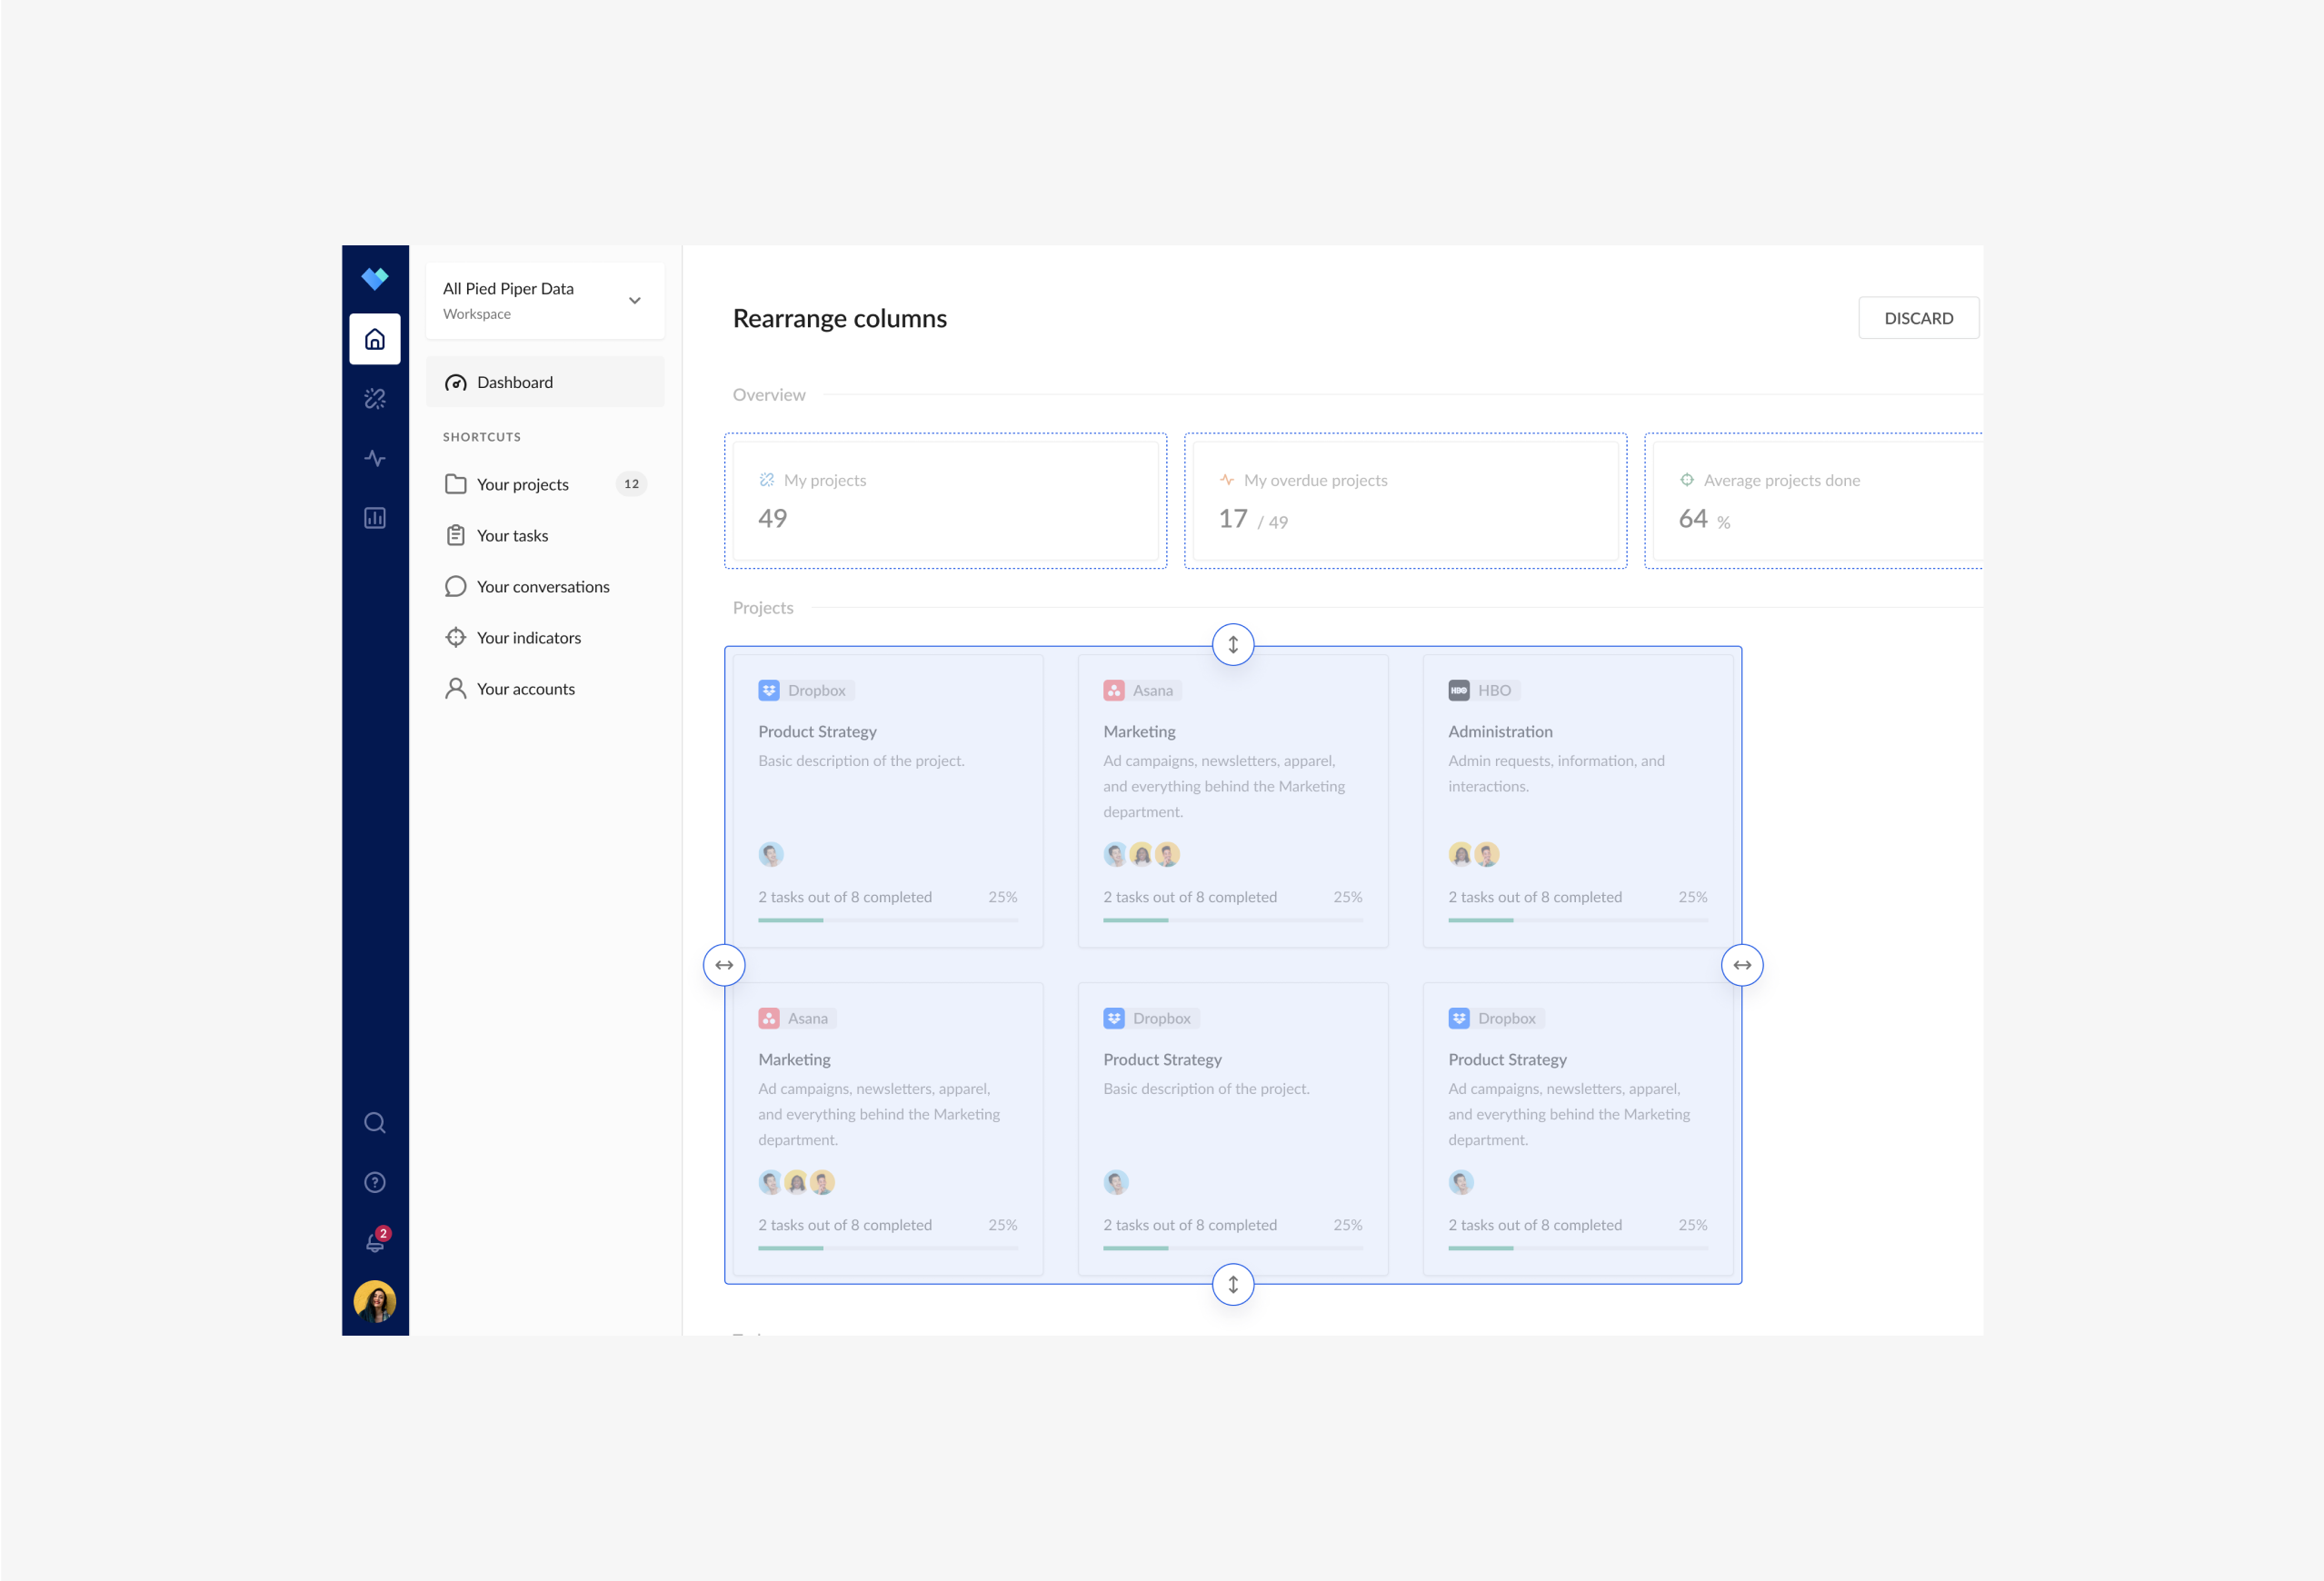 All Pied Piper Data
Workspace
Dashboard
SHORTCUTS
Your projects 12
Your tasks
Your conversations
Your indicators
Your accounts
2
Rearrange columns
DISCARD
Overview
My projects
49
My overdue projects
17 / 49
Average projects done
64 %
Projects
Dropbox
Product Strategy
Basic description of the project.
2 tasks out of 8 completed 25%
Asana
Marketing
Ad campaigns, newsletters, apparel,
and everything behind the Marketing
department.
2 tasks out of 8 completed 25%
HBO HBO
Administration
Admin requests, information, and
interactions.
2 tasks out of 8 completed 25%
Asana
Marketing
Ad campaigns, newsletters, apparel,
and everything behind the Marketing
department.
2 tasks out of 8 completed 25%
Dropbox
Product Strategy
Basic description of the project.
2 tasks out of 8 completed 25%
Dropbox
Product Strategy
Ad campaigns, newsletters, apparel,
and everything behind the Marketing
department.
2 tasks out of 8 completed 25%